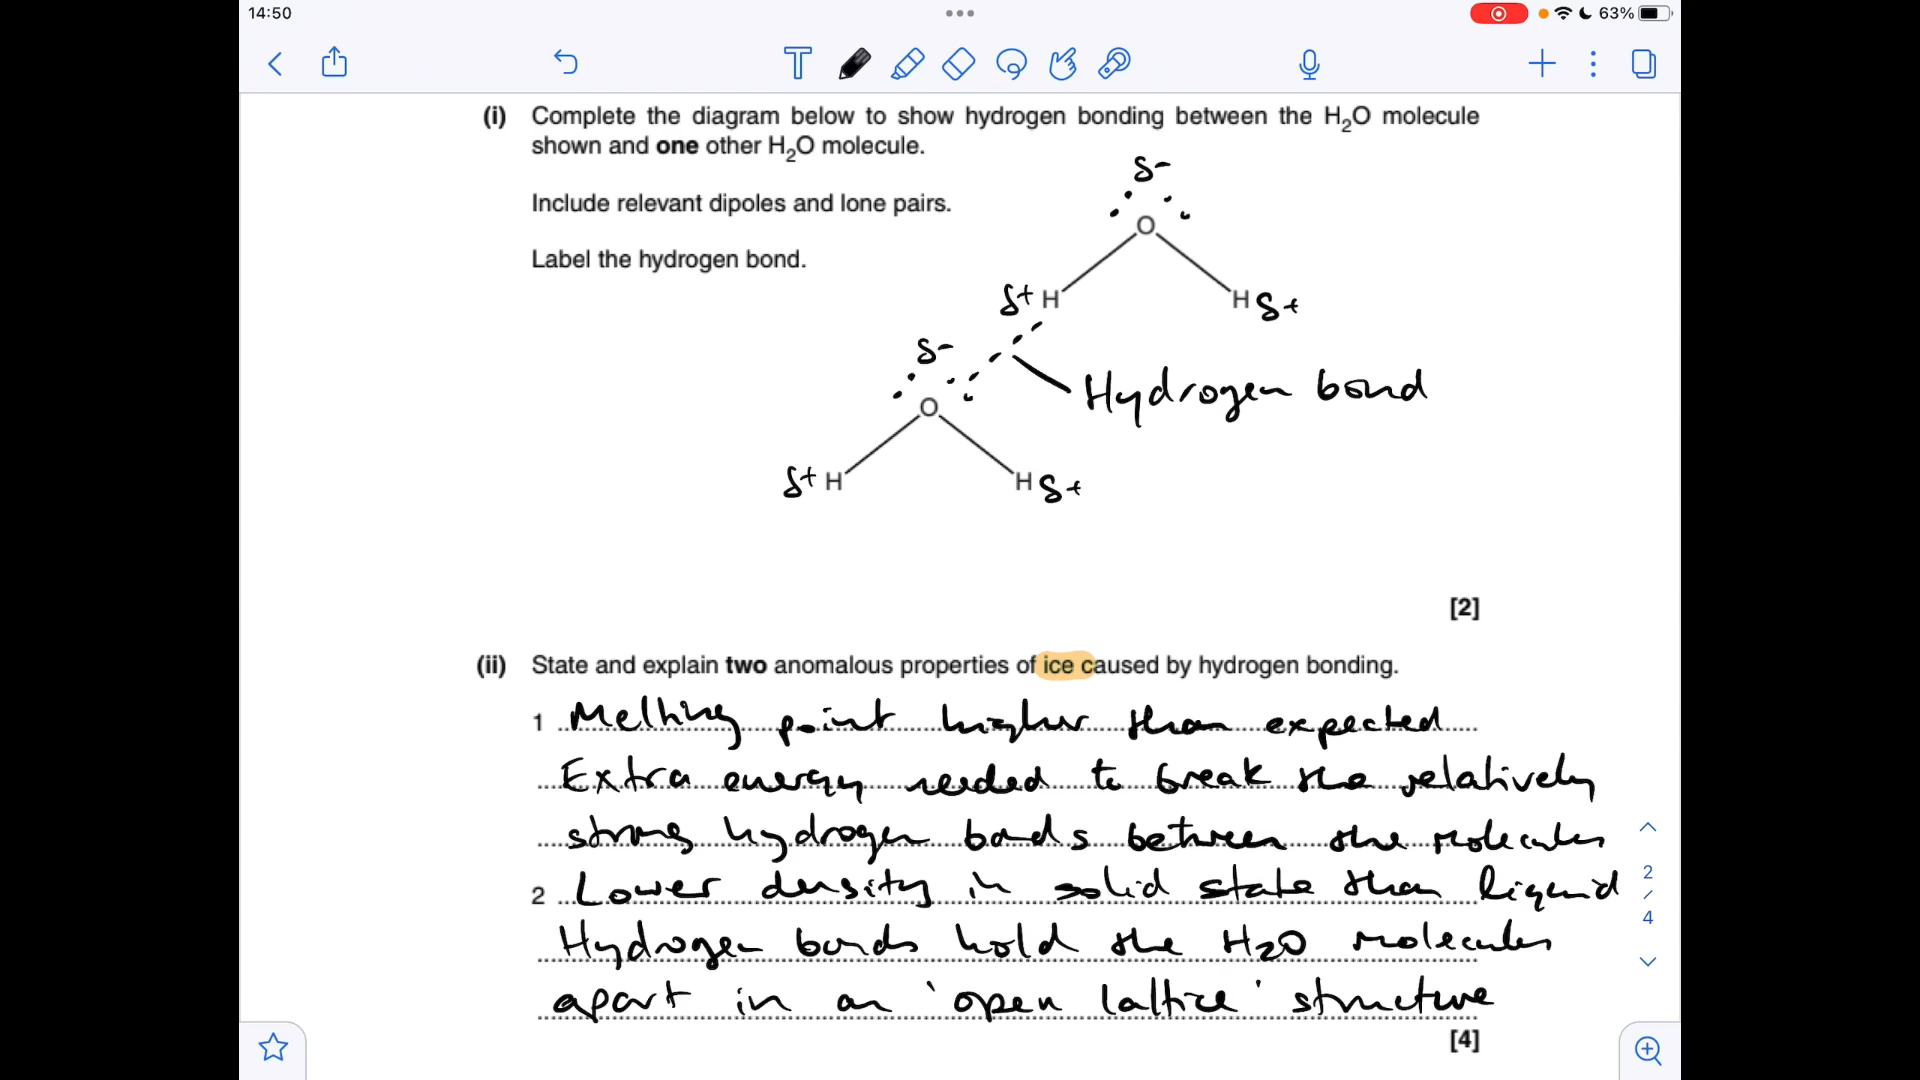 14:50
63%
(i) Complete the diagram below to show hydrogen bonding between the H₂O molecule
shown and one other H₂O molecule.
δ-
Include relevant dipoles and lone pairs.
O
Label the hydrogen bond.
δ+ H
H δ+
δ-
Hydrogen bond
O
δ+ H
H δ+
[2]
(ii) State and explain two anomalous properties of ice caused by hydrogen bonding.
1 Melting point higher than expected
Extra energy needed to break the relatively
strong hydrogen bonds between the molecules
2 Lower density in solid state than liquid
Hydrogen bonds hold the H2O molecules
apart in an 'open lattice' structure
[4]
2
/
4